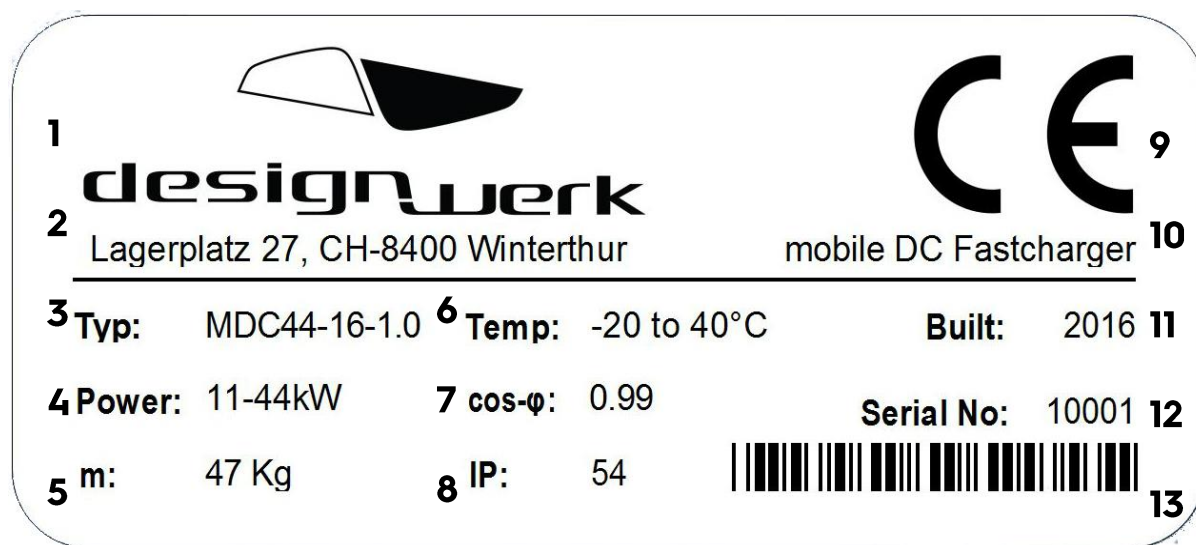 1
CE
9
designwerk
2
Lagerplatz 27, CH-8400 Winterthur
mobile DC Fastcharger
10
3 Typ: MDC44-16-1.0
6 Temp: -20 to 40°C
Built: 2016 11
4 Power: 11-44kW
7 cos-φ: 0.99
Serial No: 10001 12
5 m: 47 Kg
8 IP: 54
13